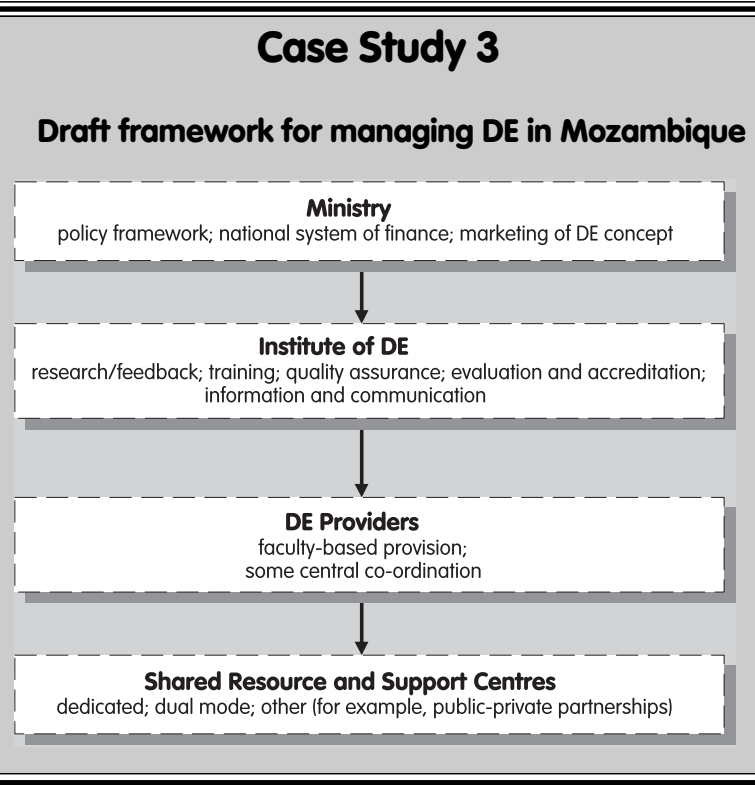 Case Study 3
Draft framework for managing DE in Mozambique
Ministry
policy framework; national system of finance; marketing of DE concept
Institute of DE
research/feedback; training; quality assurance; evaluation and accreditation;
information and communication
DE Providers
faculty-based provision;
some central co-ordination
Shared Resource and Support Centres
dedicated; dual mode; other (for example, public-private partnerships)